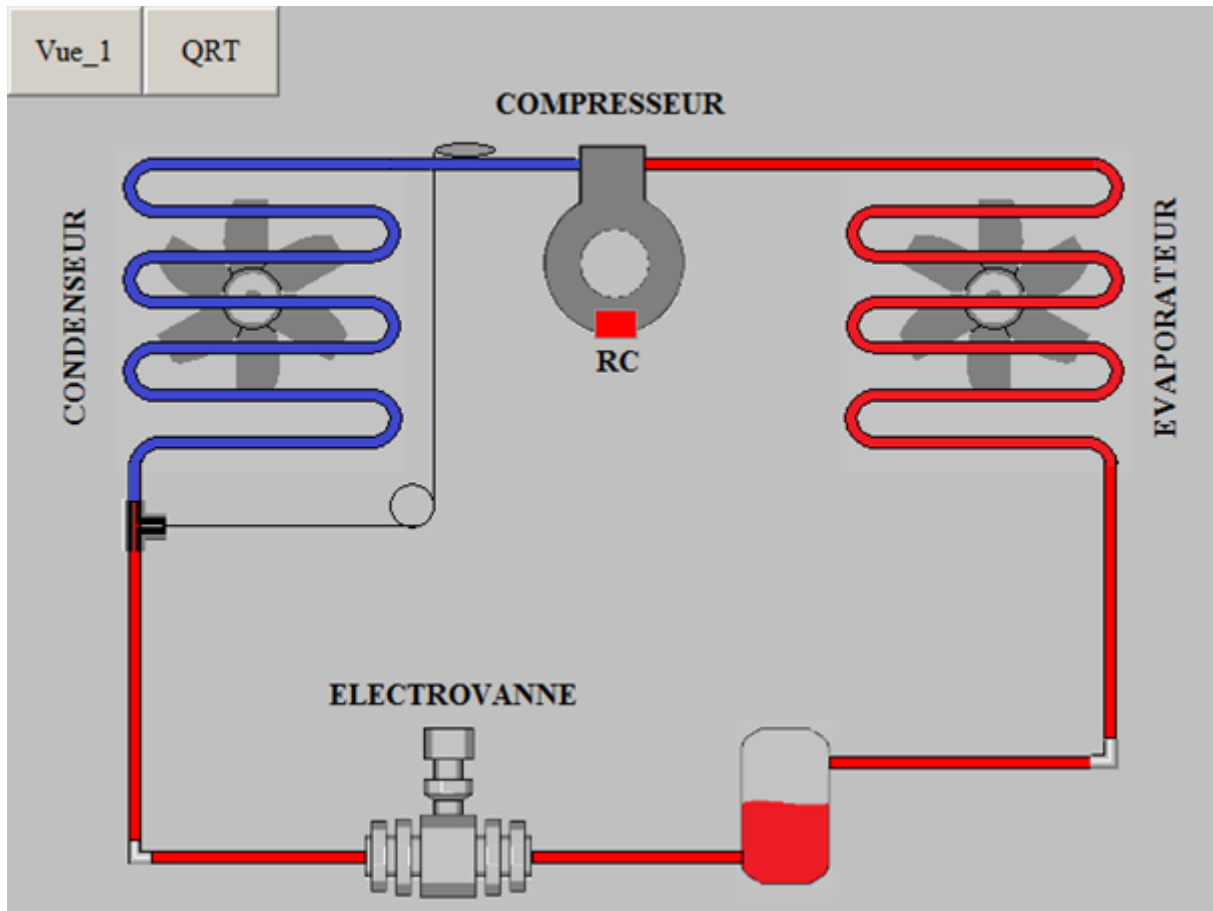 Vue_1
QRT
COMPRESSEUR
CONDENSEUR
EVAPORATEUR
RC
ELECTROVANNE